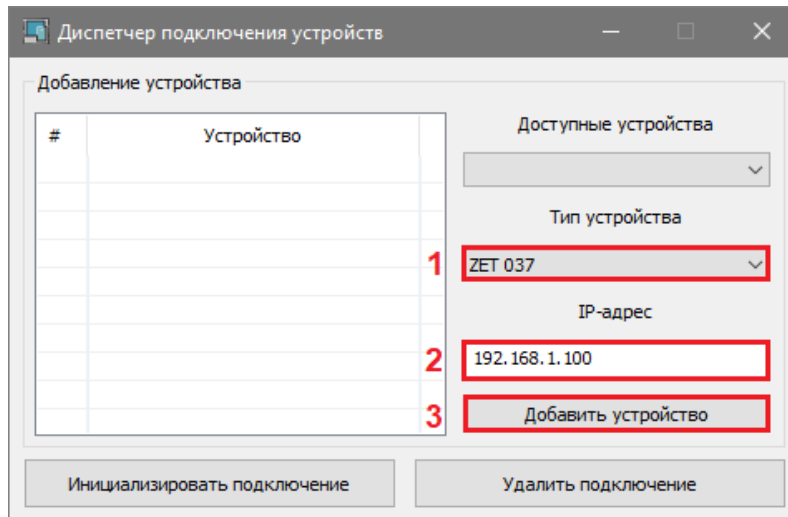 Диспетчер подключения устройств
Добавление устройства
# Устройство
Доступные устройства
Тип устройства
1 ZET 037
IP-адрес
2 192.168.1.100
3 Добавить устройство
Инициализировать подключение
Удалить подключение